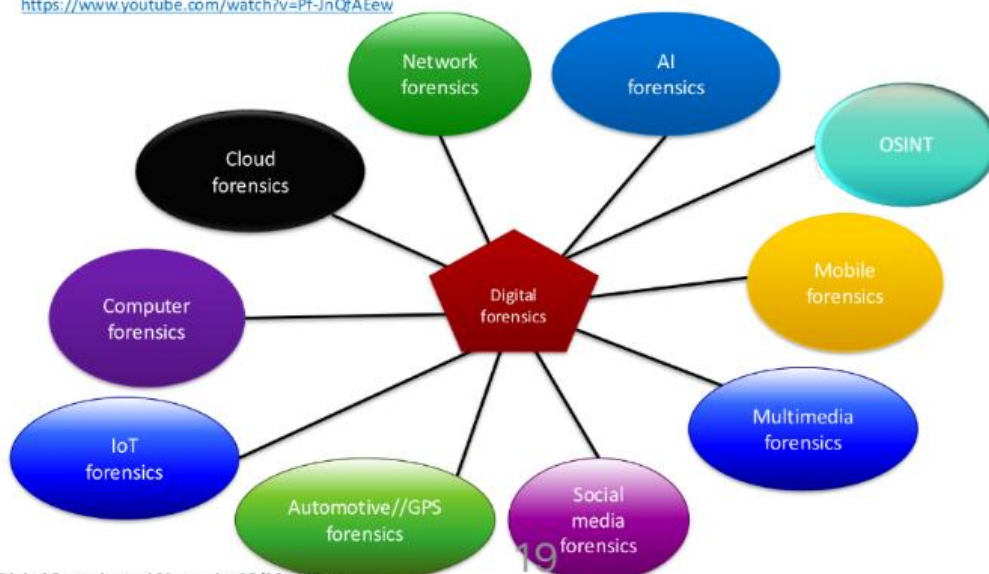 https://www.youtube.com/watch?v=Pf-JnQfAEew
Network
forensics
AI
forensics
OSINT
Cloud
forensics
Mobile
forensics
Computer
forensics
Digital
forensics
Multimedia
forensics
IoT
forensics
Automotive//GPS
forensics
Social
media
forensics
19